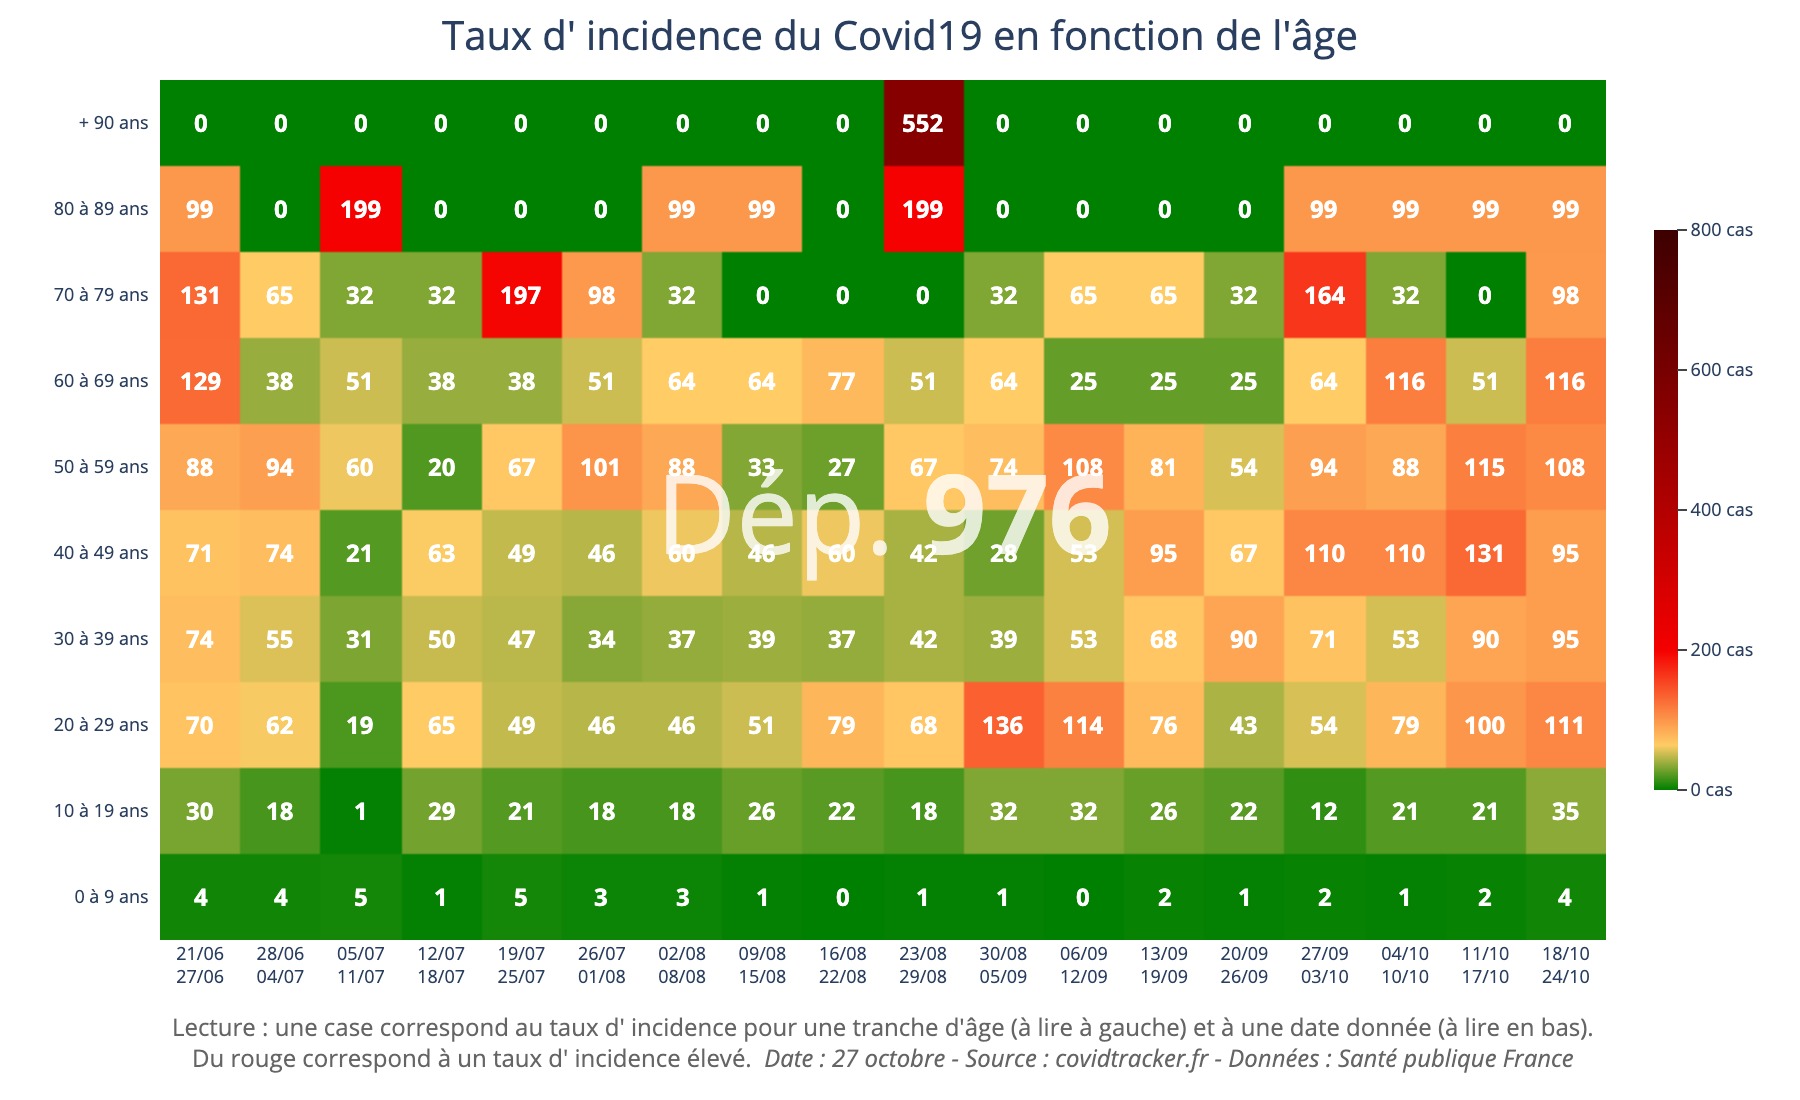 Taux d' incidence du Covid19 en fonction de l'âge
+ 90 ans 0 0 0 0 0 0 0 0 0 552 0 0 0 0 0 0 0 0
80 à 89 ans 99 0 199 0 0 0 99 99 0 199 0 0 0 0 99 99 99 99
70 à 79 ans 131 65 32 32 197 98 32 0 0 0 32 65 65 32 164 32 0 98
60 à 69 ans 129 38 51 38 38 51 64 64 77 51 64 25 25 25 64 116 51 116
50 à 59 ans 88 94 60 20 67 101 88 33 27 67 74 108 81 54 94 88 115 108
Dép. 976
40 à 49 ans 71 74 21 63 49 46 60 46 60 42 28 53 95 67 110 110 131 95
30 à 39 ans 74 55 31 50 47 34 37 39 37 42 39 53 68 90 71 53 90 95
20 à 29 ans 70 62 19 65 49 46 46 51 79 68 136 114 76 43 54 79 100 111
10 à 19 ans 30 18 1 29 21 18 18 26 22 18 32 32 26 22 12 21 21 35
0 à 9 ans 4 4 5 1 5 3 3 1 0 1 1 0 2 1 2 1 2 4
21/06 28/06 05/07 12/07 19/07 26/07 02/08 09/08 16/08 23/08 30/08 06/09 13/09 20/09 27/09 04/10 11/10 18/10
27/06 04/07 11/07 18/07 25/07 01/08 08/08 15/08 22/08 29/08 05/09 12/09 19/09 26/09 03/10 10/10 17/10 24/10
800 cas
600 cas
400 cas
200 cas
0 cas
Lecture : une case correspond au taux d' incidence pour une tranche d'âge (à lire à gauche) et à une date donnée (à lire en bas).
Du rouge correspond à un taux d' incidence élevé. Date : 27 octobre - Source : covidtracker.fr - Données : Santé publique France